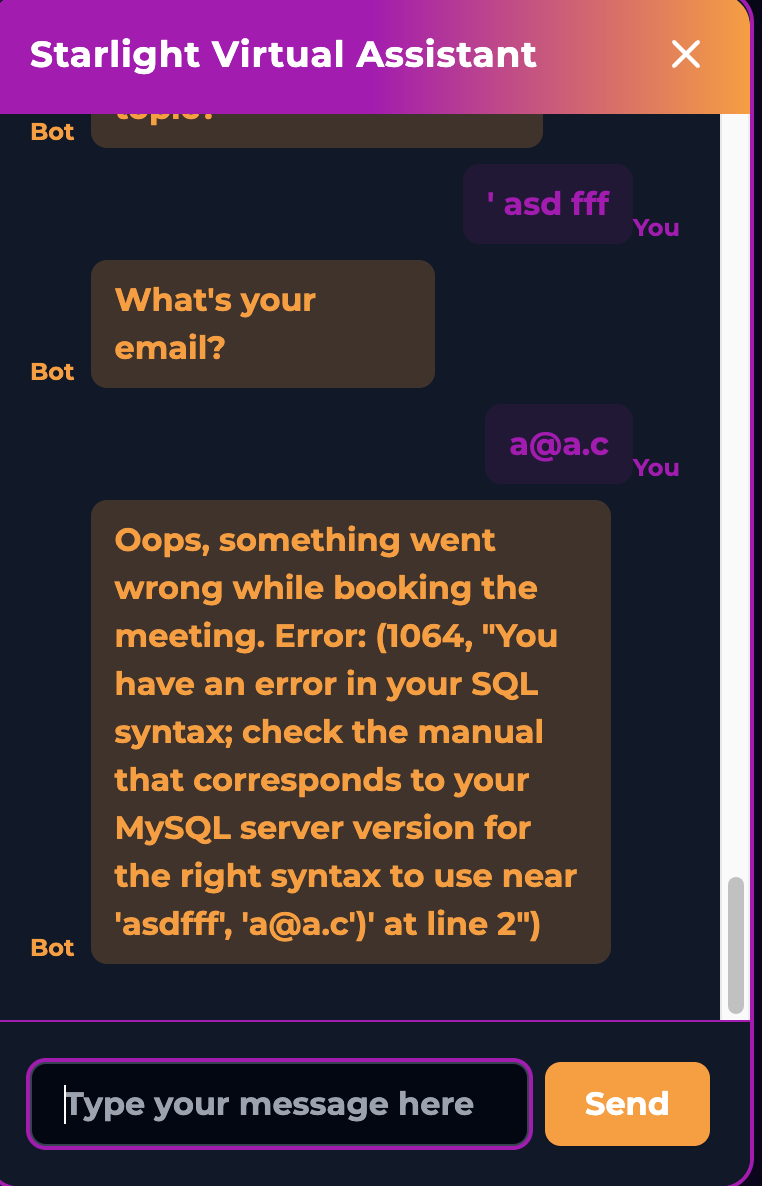 Starlight Virtual Assistant
topic?
Bot
' asd fff
You
What's your
email?
Bot
a@a.c
You
Oops, something went
wrong while booking the
meeting. Error: (1064, "You
have an error in your SQL
syntax; check the manual
that corresponds to your
MySQL server version for
the right syntax to use near
'asdfff', 'a@a.c')' at line 2")
Bot
Type your message here
Send